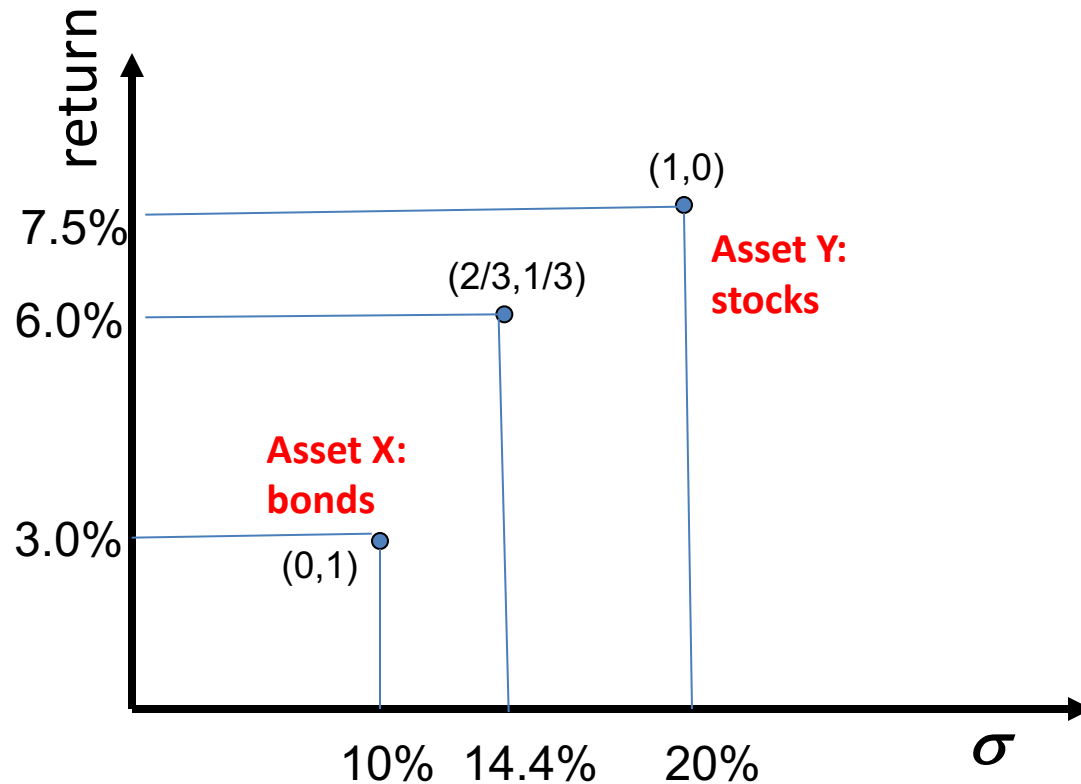 return
(1,0)
7.5%
Asset Y:
stocks
(2/3,1/3)
6.0%
Asset X:
bonds
3.0%
(0,1)
10%
14.4%
20%
σ